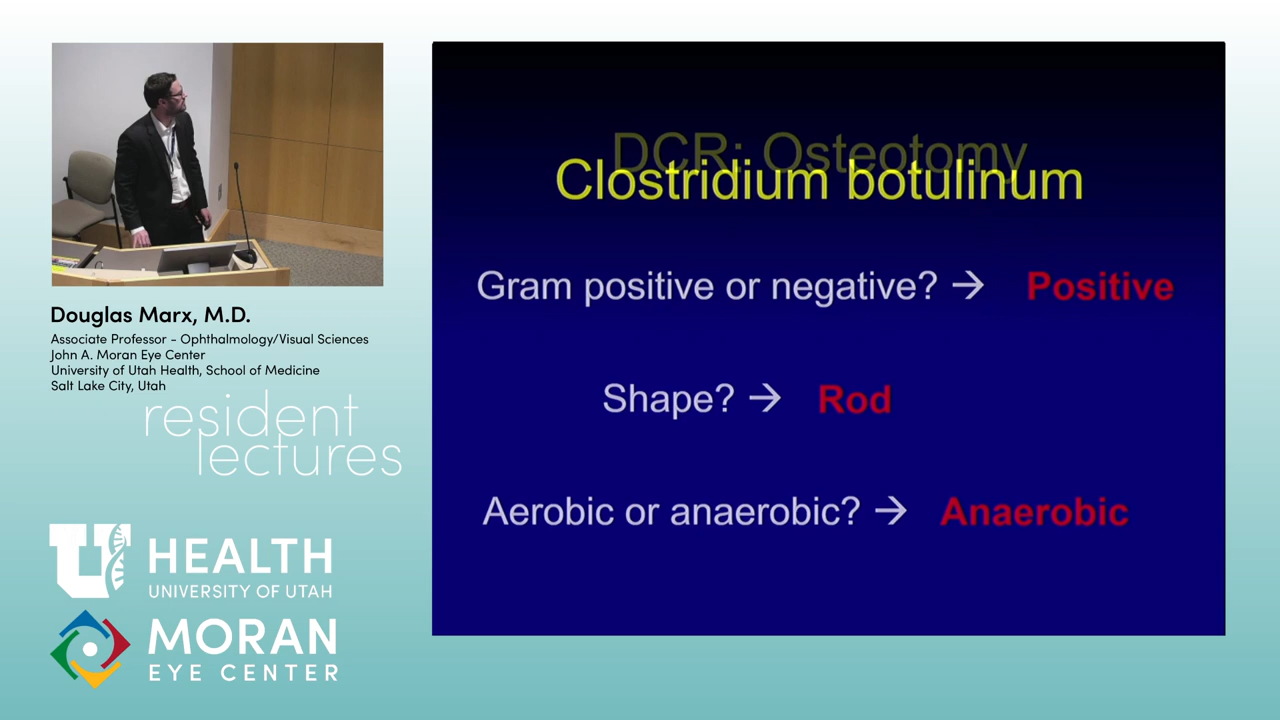 Douglas Marx, M.D.
Associate Professor - Ophthalmology/Visual Sciences
John A. Moran Eye Center
University of Utah Health, School of Medicine
Salt Lake City, Utah
resident
lectures
U HEALTH
UNIVERSITY OF UTAH
MORAN
EYE CENTER
DCR: Osteotomy
Clostridium botulinum
Gram positive or negative? → Positive
Shape? → Rod
Aerobic or anaerobic? → Anaerobic